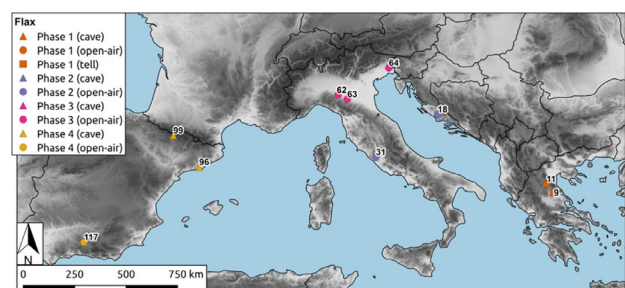 Flax
Phase 1 (cave)
Phase 1 (open-air)
Phase 1 (tell)
Phase 2 (cave)
Phase 2 (open-air)
Phase 3 (cave)
Phase 3 (open-air)
Phase 4 (cave)
Phase 4 (open-air)
64
62
63
18
99
96
31
11
9
117
N
0 250 500 750 km